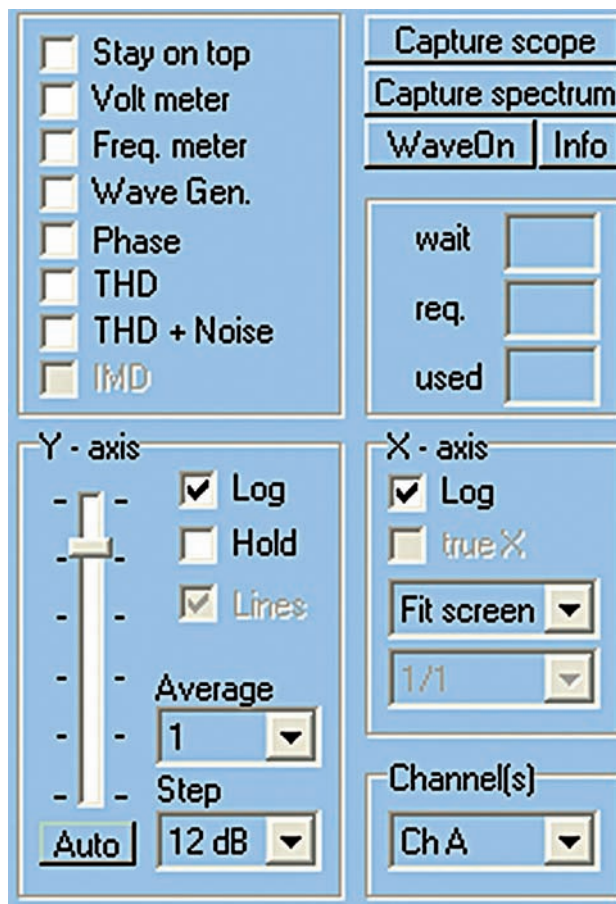 Stay on top
Volt meter
Freq. meter
Wave Gen.
Phase
THD
THD + Noise
IMD
Capture scope
Capture spectrum
WaveOn
Info
wait
req.
used
Y - axis
Log
Hold
Lines
Average
1
Step
Auto
12 dB
X - axis
Log
true X
Fit screen
1/1
Channel(s)
Ch A